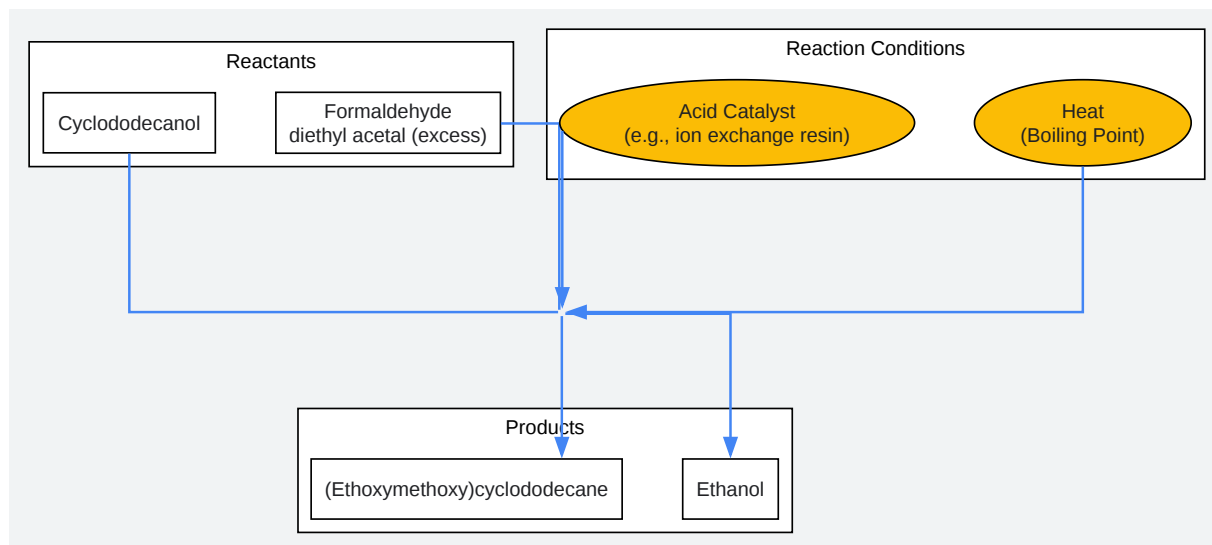 Reactants
Cyclododecanol
Formaldehyde
diethyl acetal (excess)
Reaction Conditions
Acid Catalyst
(e.g., ion exchange resin)
Heat
(Boiling Point)
Products
(Ethoxymethoxy)cyclododecane
Ethanol